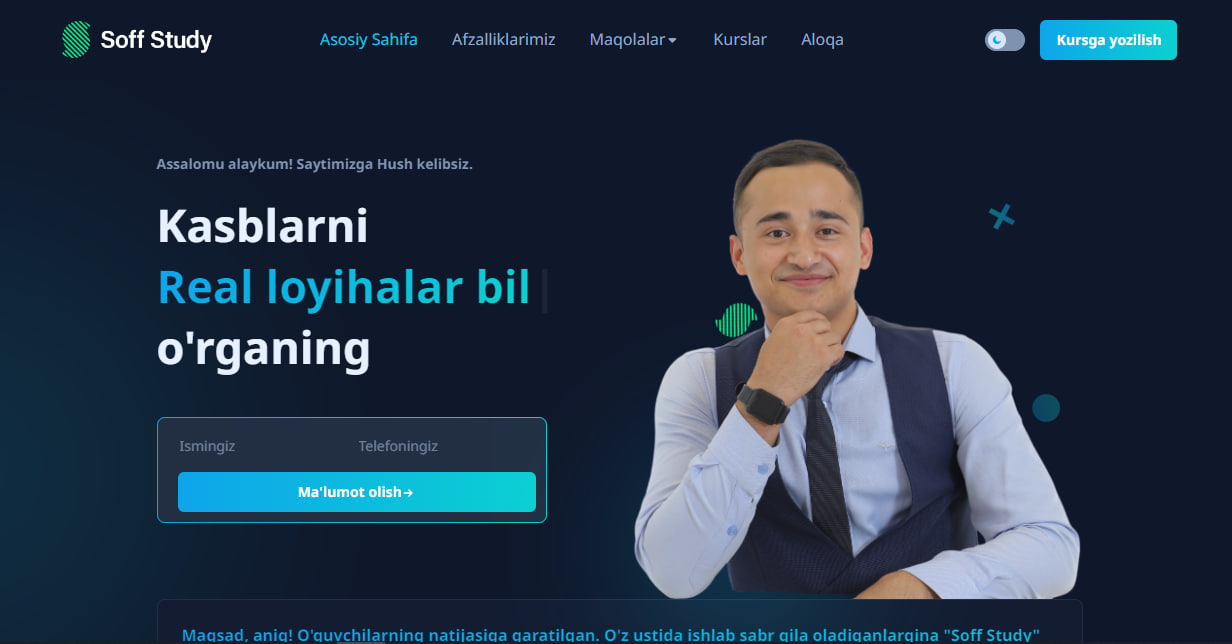 Soff Study
Asosiy Sahifa
Afzalliklarimiz
Maqolalar
Kurslar
Aloqa
Kursga yozilish
Assalomu alaykum! Saytimizga Hush kelibsiz.
Kasblarni
Real loyihalar bil
o'rganing
Ismingiz
Telefoningiz
Ma'lumot olish→
Maqsad, aniq! O'quvchilarning natijasiga qaratilgan. O'z ustida ishlab sabr qila oladiganlargina "Soff Study"